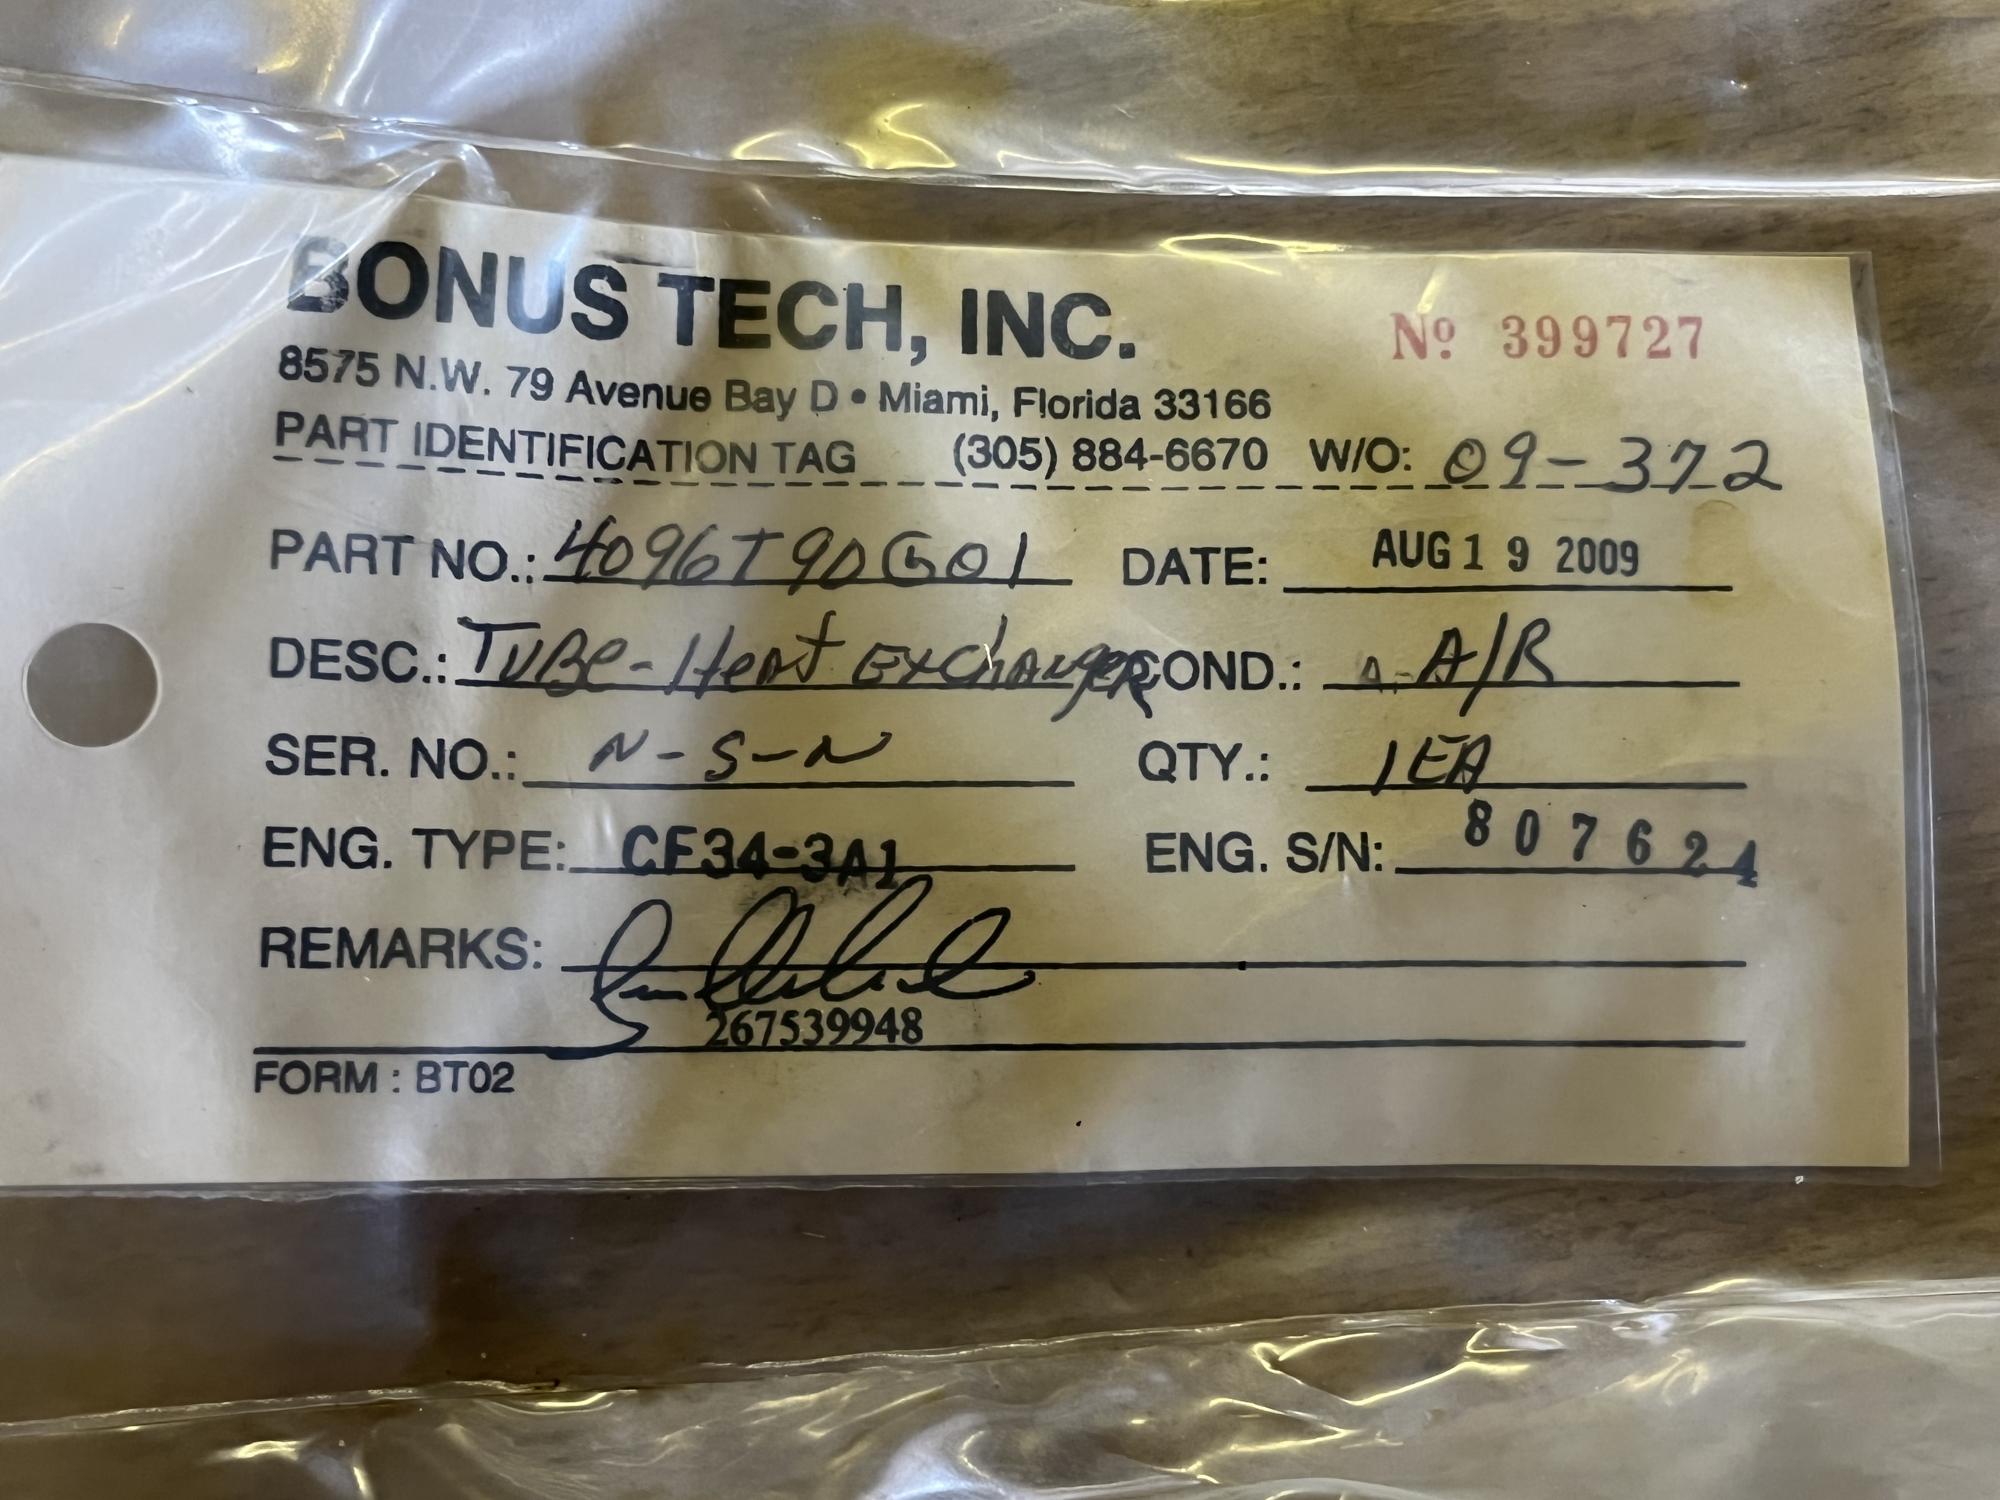 BONUS TECH, INC.
Nº 399727
8575 N.W. 79 Avenue Bay D • Miami, Florida 33166
PART IDENTIFICATION TAG (305) 884-6670 W/O: 09-372
PART NO.: 4096T90G01 DATE: AUG 19 2009
DESC.: TUBE-Heat EXCHANGER COND.: A/R
SER. NO.: N-S-N QTY.: 1EA
ENG. TYPE: CF34-3A1 ENG. S/N: 807624
REMARKS:
267539948
FORM : BT02